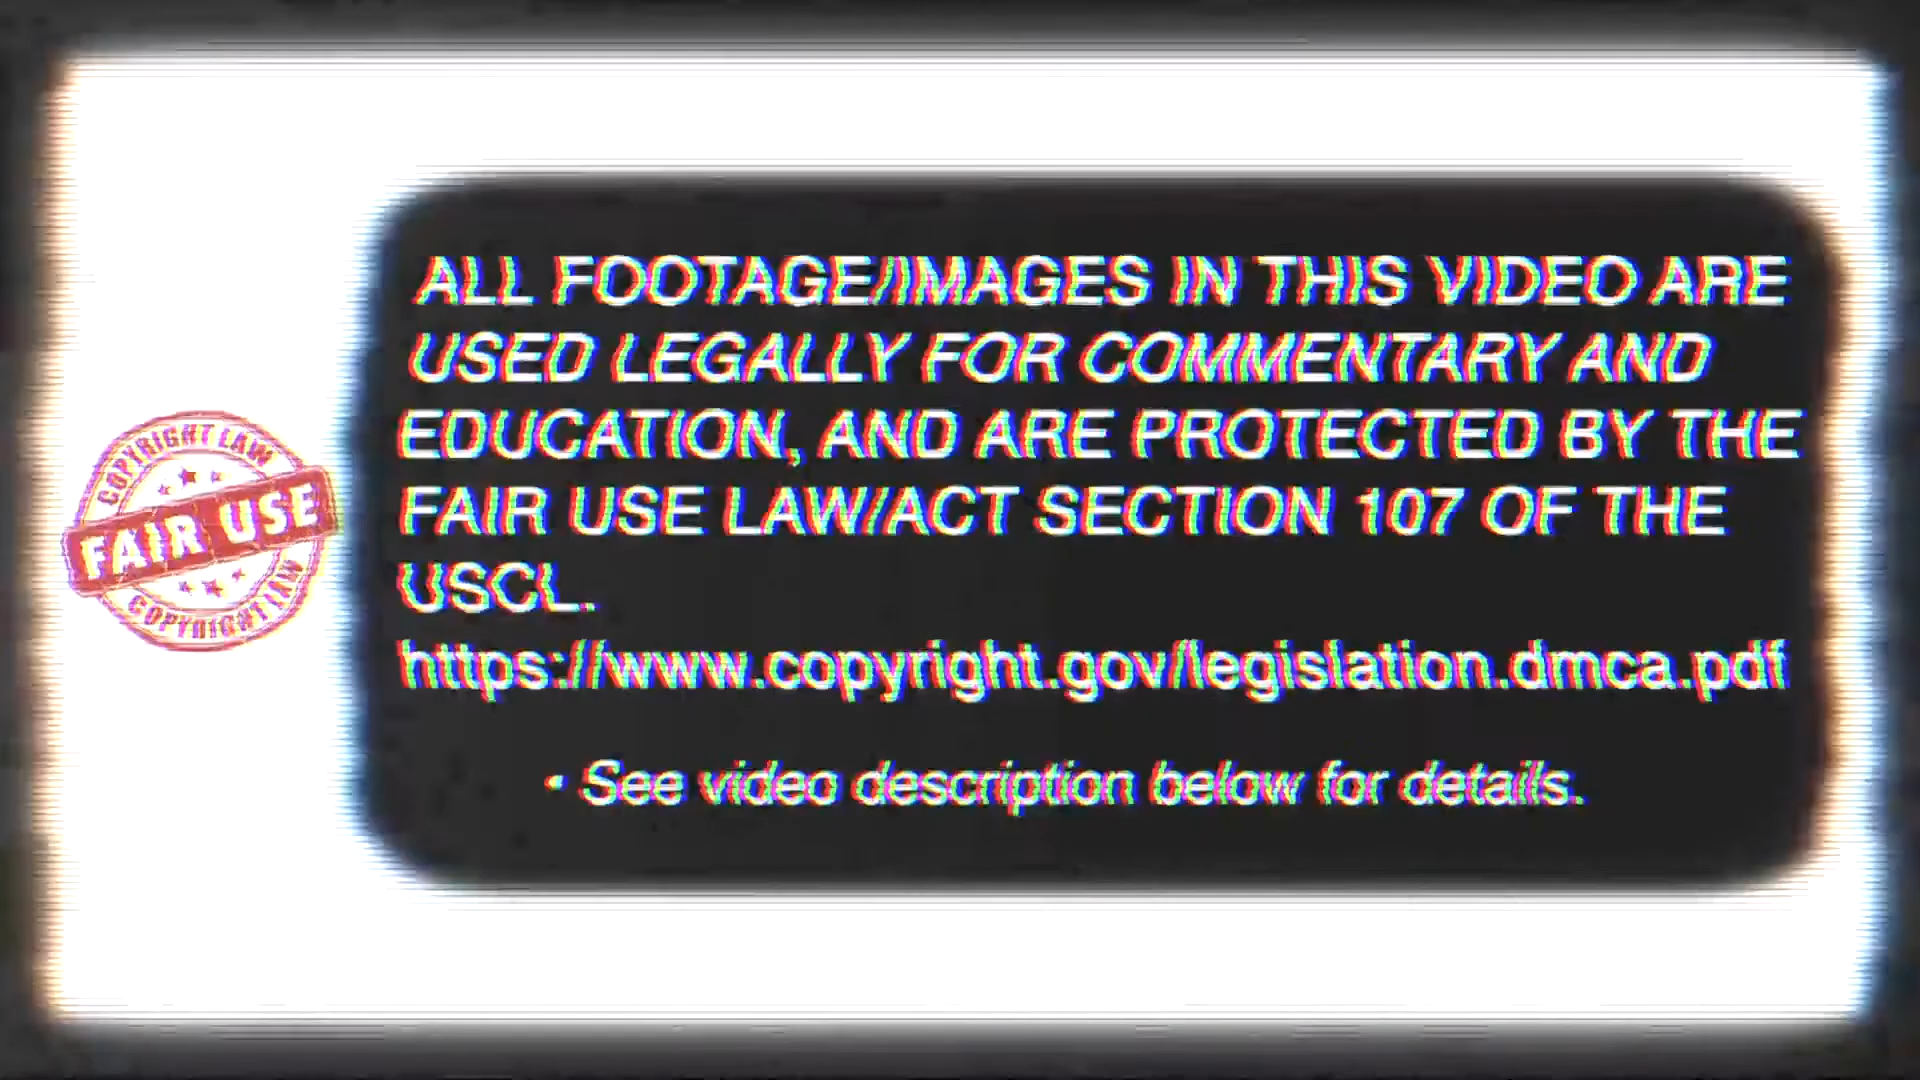 COPYRIGHT LAW
FAIR USE
COPYRIGHT LAW
ALL FOOTAGE/IMAGES IN THIS VIDEO ARE
USED LEGALLY FOR COMMENTARY AND
EDUCATION, AND ARE PROTECTED BY THE
FAIR USE LAW/ACT SECTION 107 OF THE
USCL.
https://www.copyright.gov/legislation.dmca.pdf
• See video description below for details.